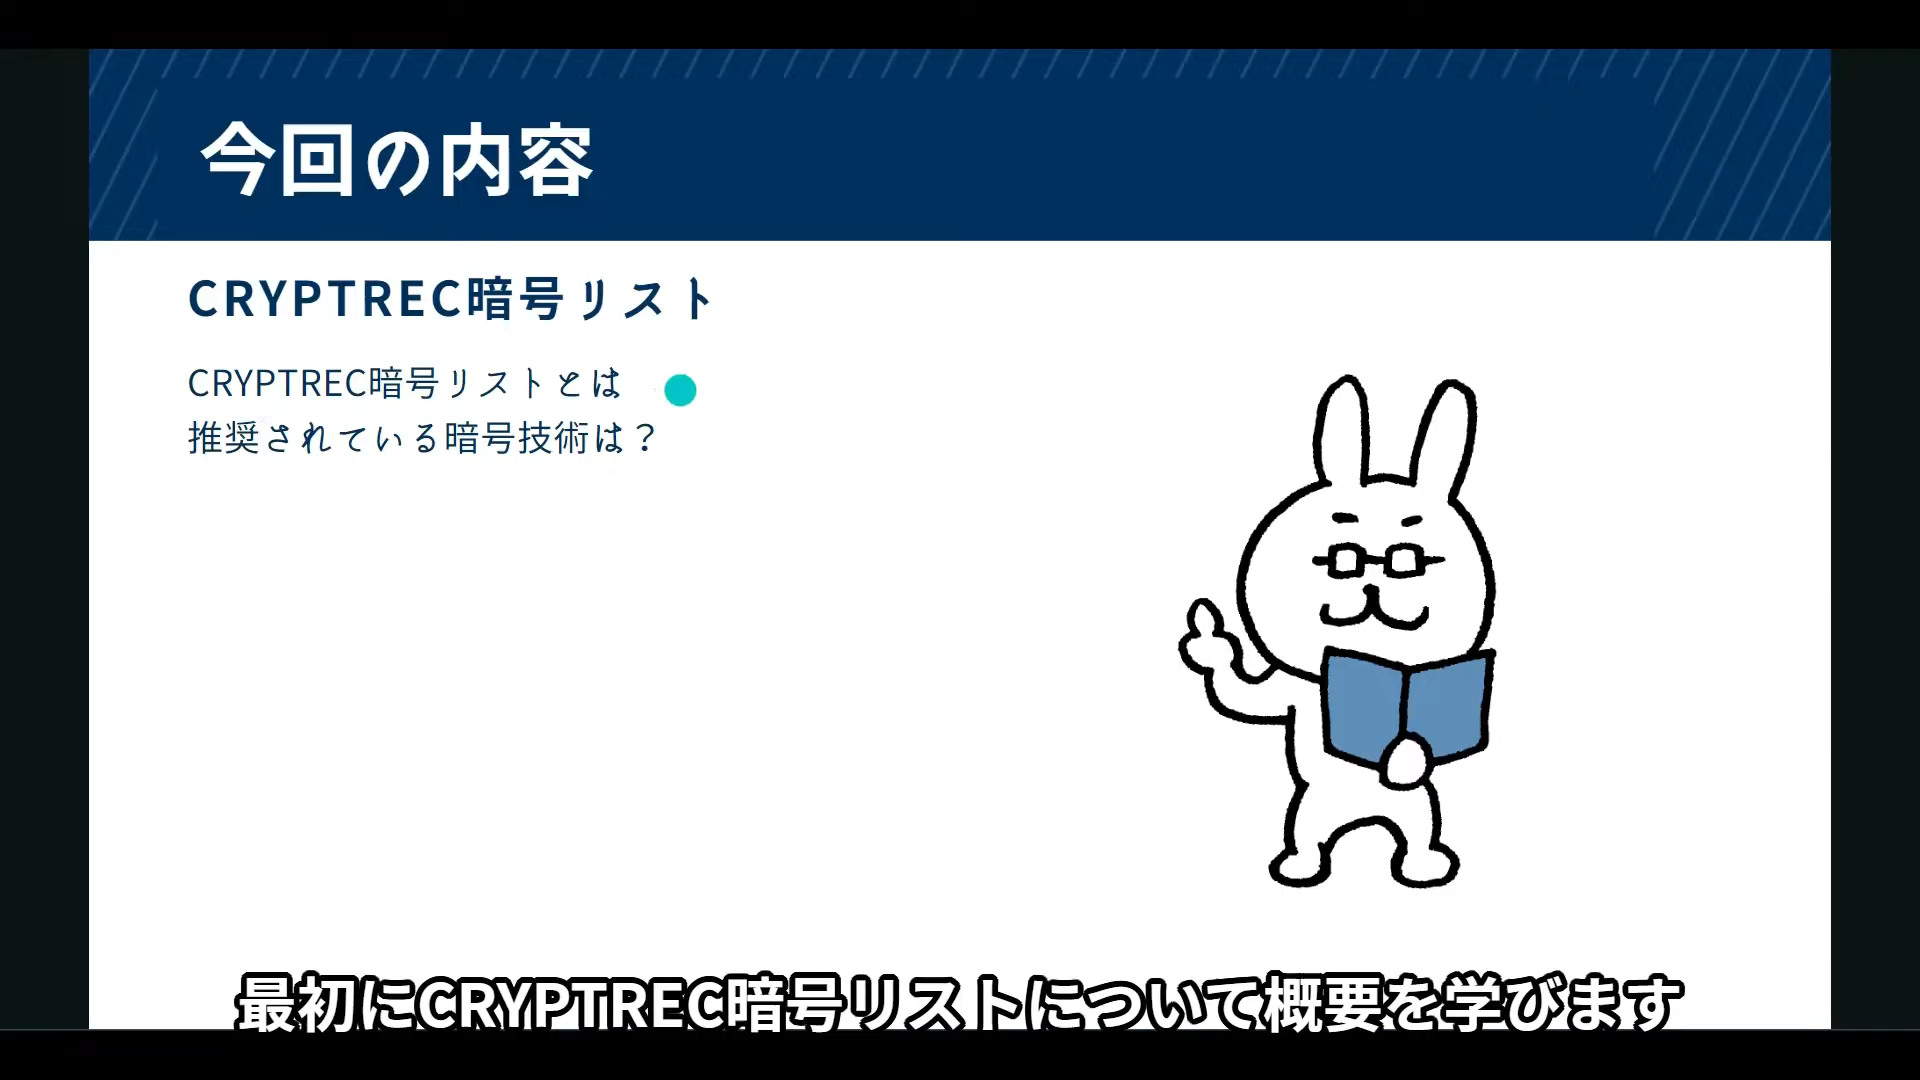 今回の内容
CRYPTREC暗号リスト
CRYPTREC暗号リストとは
推奨されている暗号技術は？
最初にCRYPTREC暗号リストについて概要を学びます